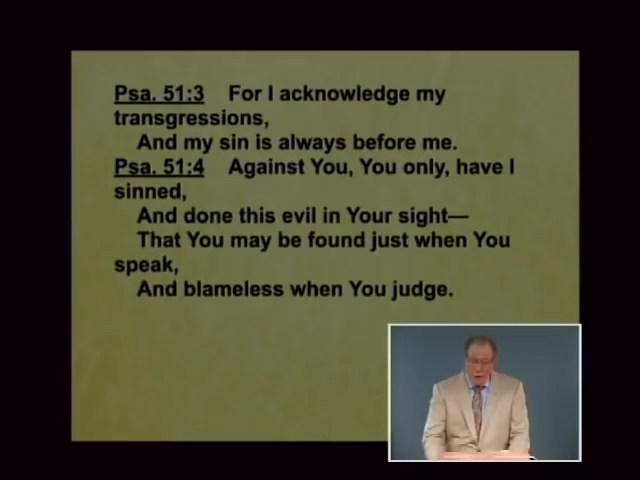 Psa. 51:3 For I acknowledge my
transgressions,
And my sin is always before me.
Psa. 51:4 Against You, You only, have I
sinned,
And done this evil in Your sight—
That You may be found just when You
speak,
And blameless when You judge.